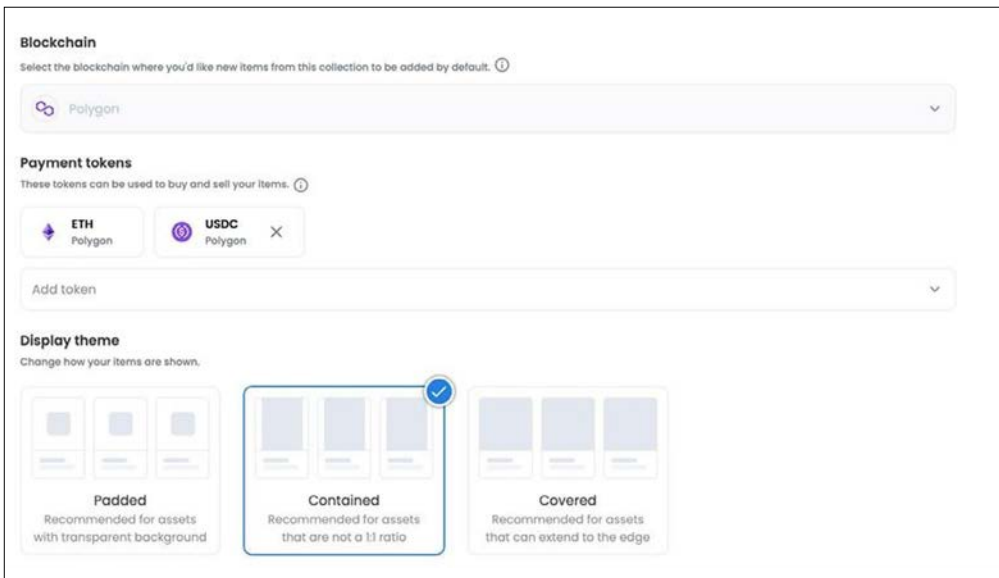 Blockchain
Select the blockchain where you'd like new items from this collection to be added by default.
Polygon
Payment tokens
These tokens can be used to buy and sell your items.
ETH
Polygon
USDC
Polygon
Add token
Display theme
Change how your items are shown.
Padded
Recommended for assets
with transparent background
Contained
Recommended for assets
that are not a 1:1 ratio
Covered
Recommended for assets
that can extend to the edge